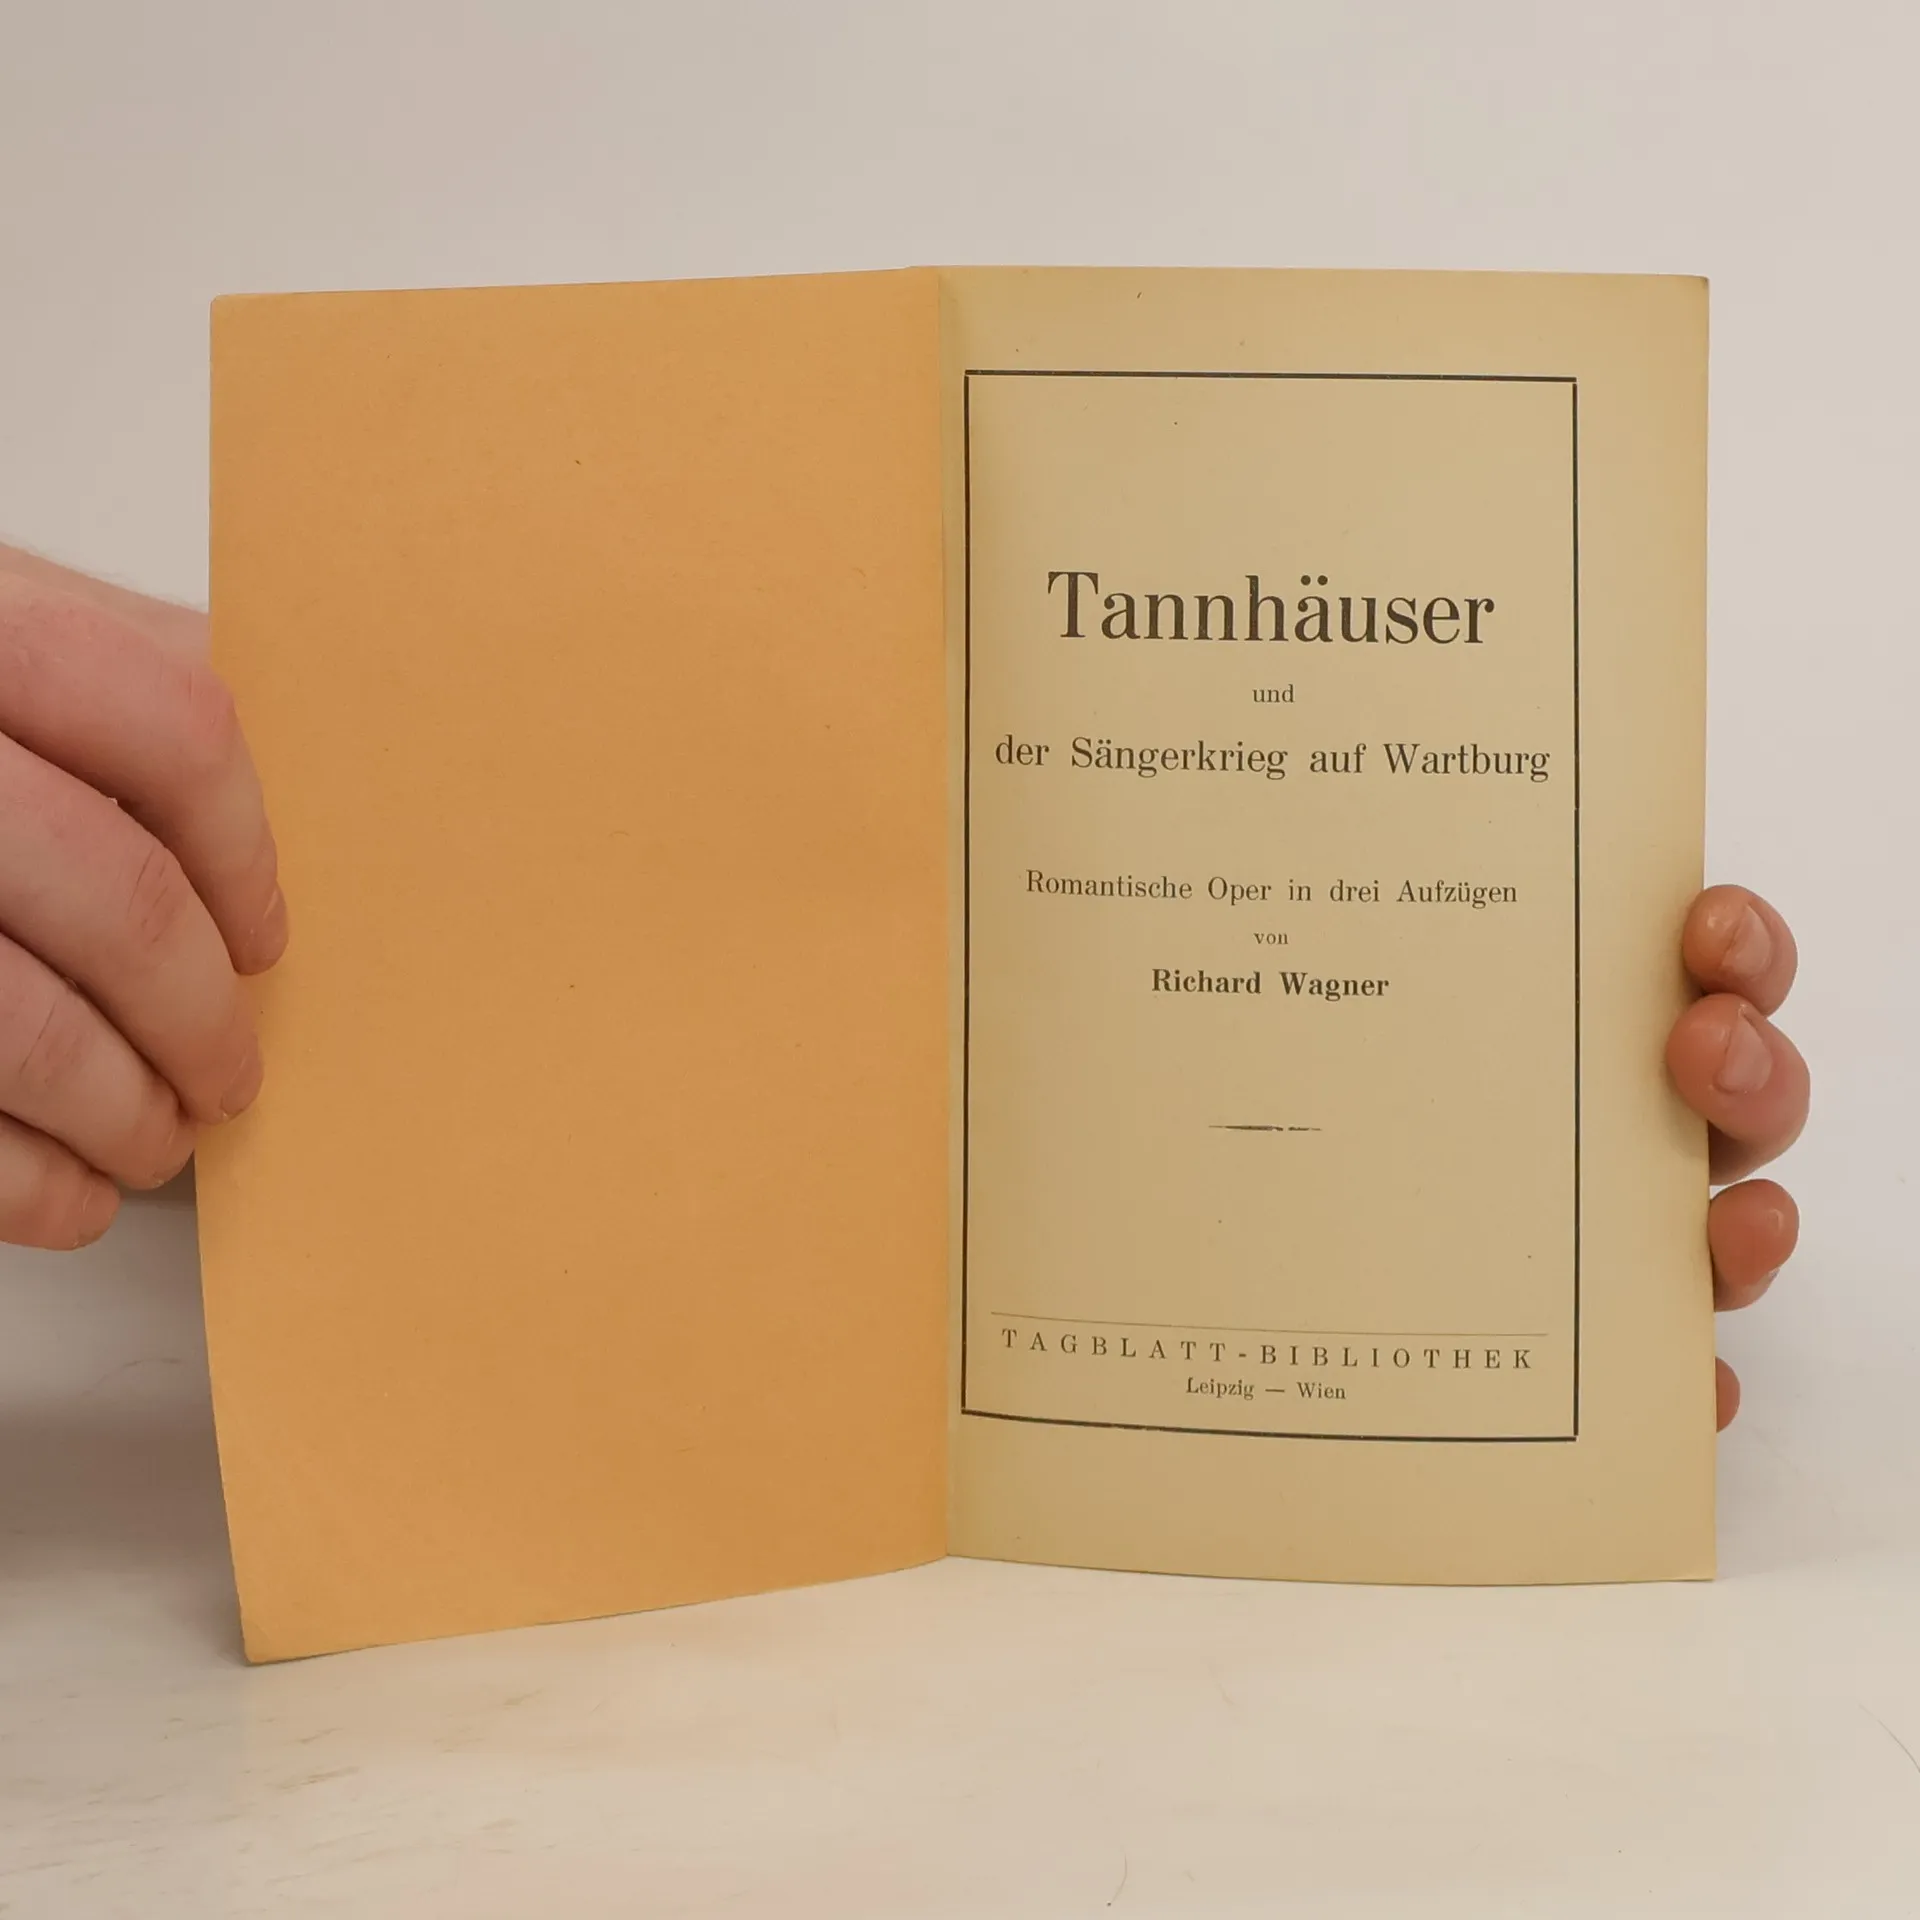 Tannhäuser
und
der Sängerkrieg auf Wartburg
Romantische Oper in drei Aufzügen
von
Richard Wagner
TAGBLATT-BIBLIOTHEK
Leipzig — Wien